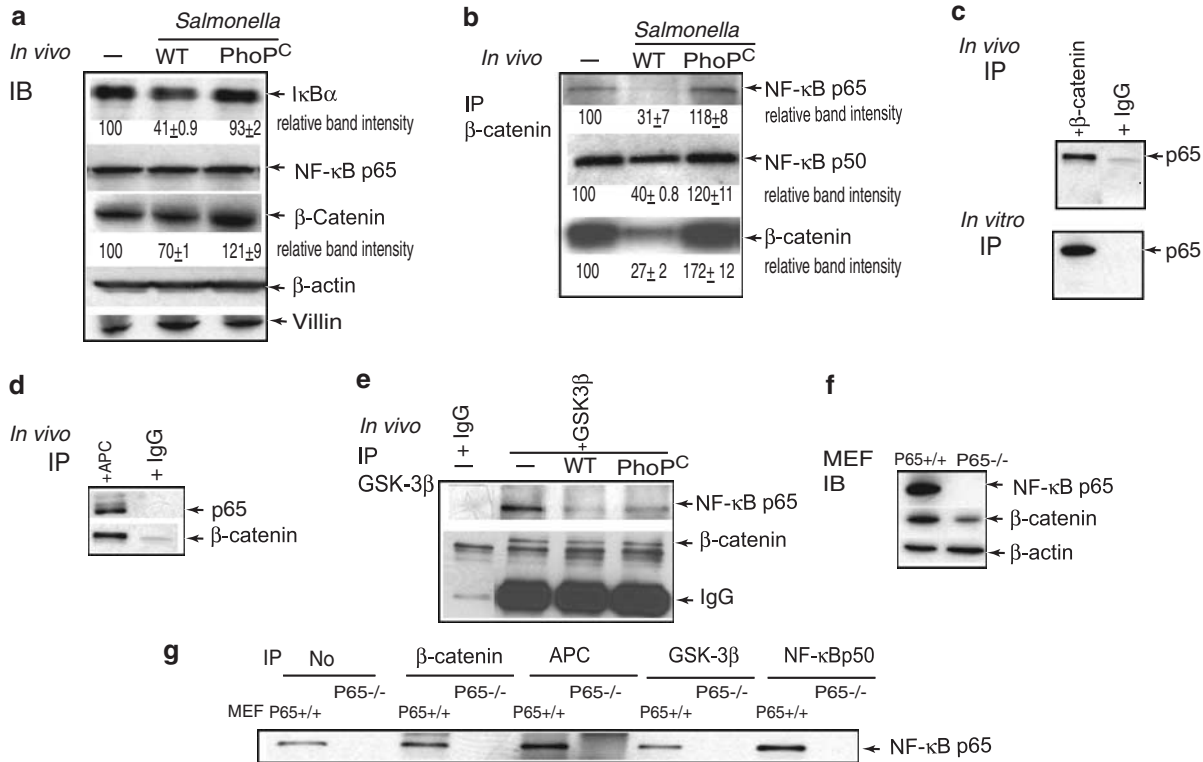 a
Salmonella
In vivo — WT PhoP^C
IB
IκBα
100 41±0.9 93±2 relative band intensity
NF-κB p65
β-Catenin
100 70±1 121±9 relative band intensity
β-actin
Villin
b
Salmonella
In vivo — WT PhoP^C
IP
β-catenin
NF-κB p65
100 31±7 118±8 relative band intensity
NF-κB p50
100 40± 0.8 120±11 relative band intensity
β-catenin
100 27± 2 172± 12 relative band intensity
c
In vivo
IP
+β-catenin
+ IgG
p65
In vitro
IP
p65
d
In vivo
IP
+APC
+ IgG
p65
β-catenin
e
In vivo
IP
GSK-3β
+ IgG
+GSK3β
— — WT PhoP^C
NF-κB p65
β-catenin
IgG
f
MEF P65+/+ P65-/-
IB
NF-κB p65
β-catenin
β-actin
g
IP No β-catenin APC GSK-3β NF-κBp50
P65-/- P65-/- P65-/- P65-/- P65-/-
MEF P65+/+ P65+/+ P65+/+ P65+/+ P65+/+
NF-κB p65